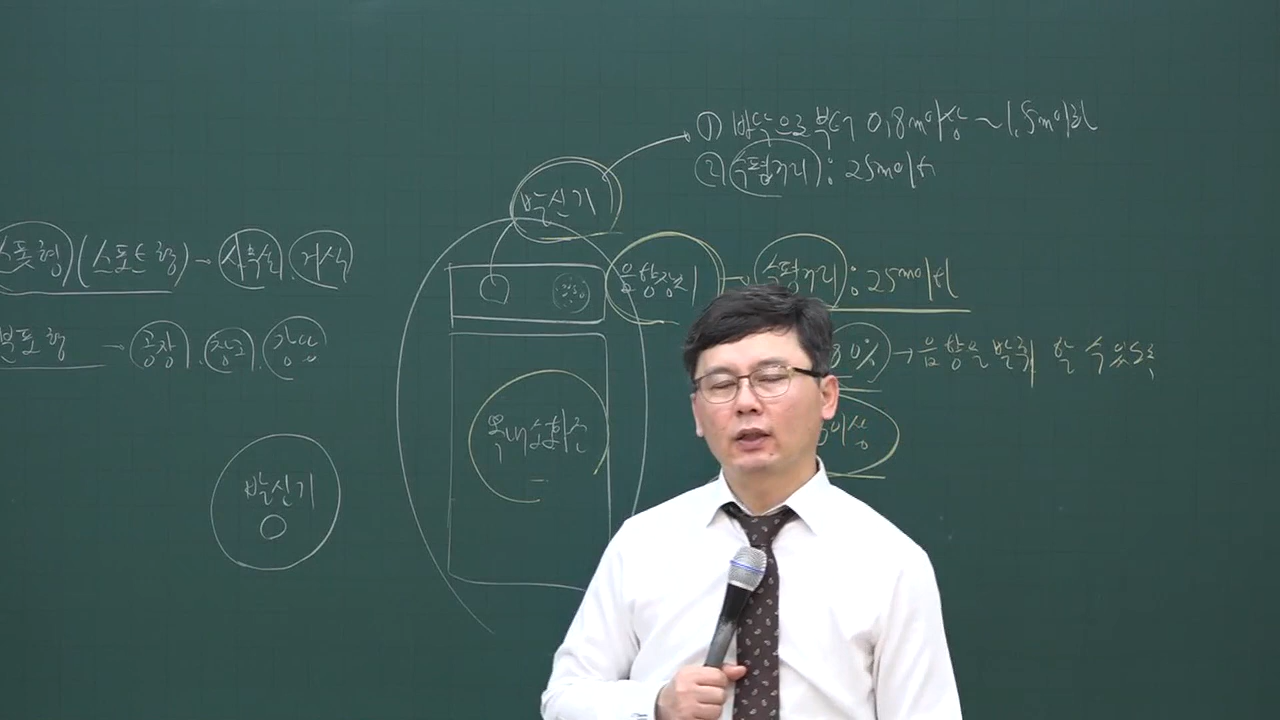 ① 바닥으로부터 0.8m이상 ~ 1.5m이하
② 수평거리 : 25m이하
발신기
스폿형 (스포트형) → 사무실, 거실
음향장치 → 수평거리 : 25m이하
분포형 → 공장, 창고, 강당
80% → 음향을 발휘 할 수 있도록
옥내소화전
이상
발신기